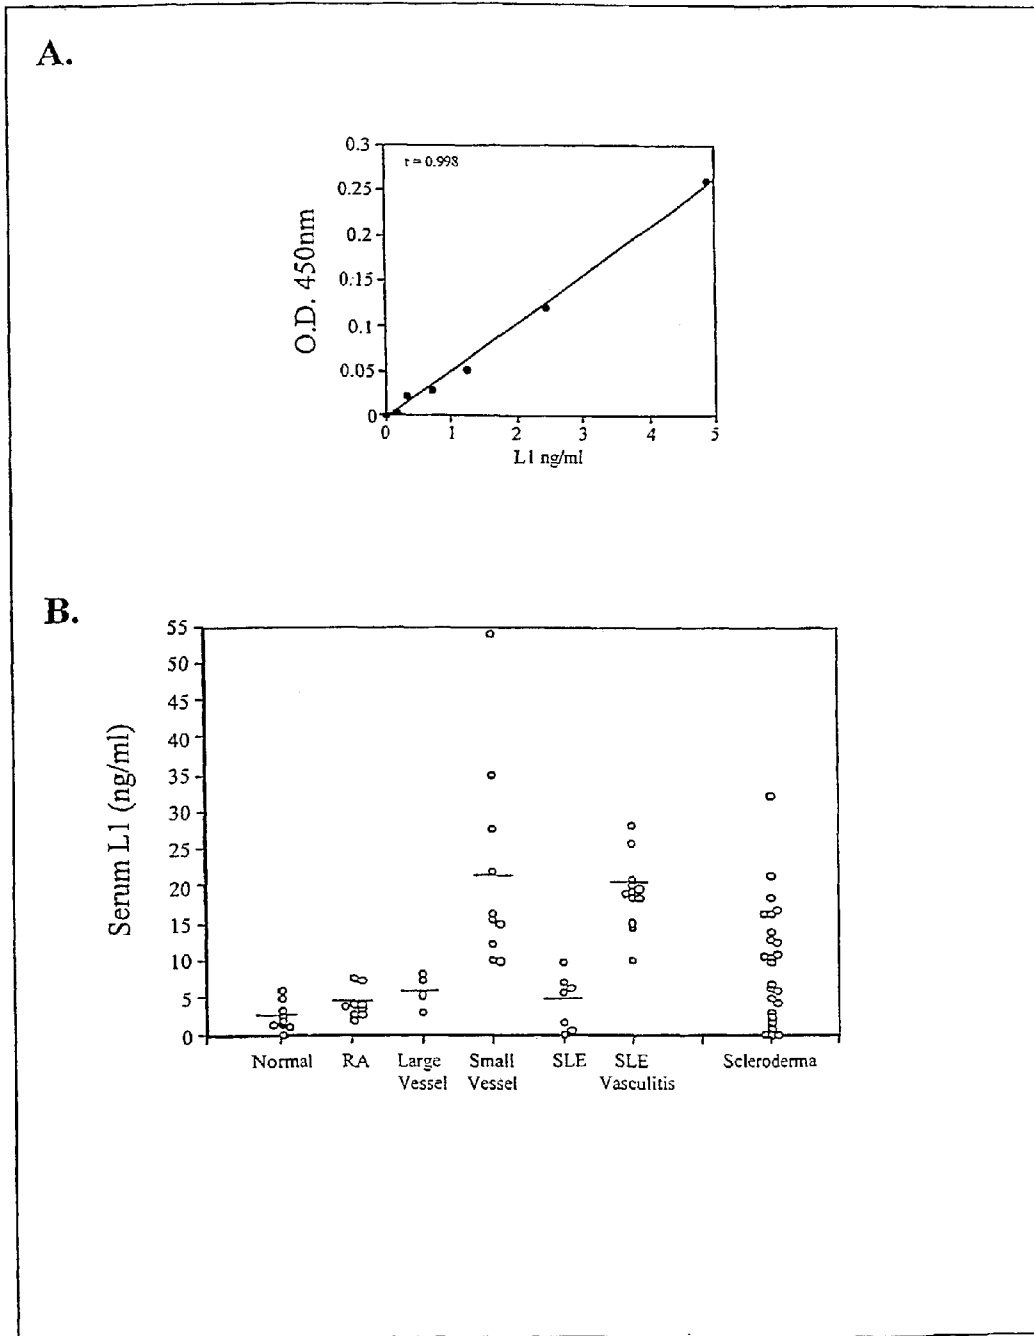 A.
0.3
r = 0.998
0.25
0.2
0.15
0.1
0.05
0
O.D. 450nm
0 1 2 3 4 5
L1 ng/ml
B.
55
50
45
40
35
30
25
20
15
10
5
0
Serum L1 (ng/ml)
Normal RA Large Vessel Small Vessel SLE SLE Vasculitis Scleroderma